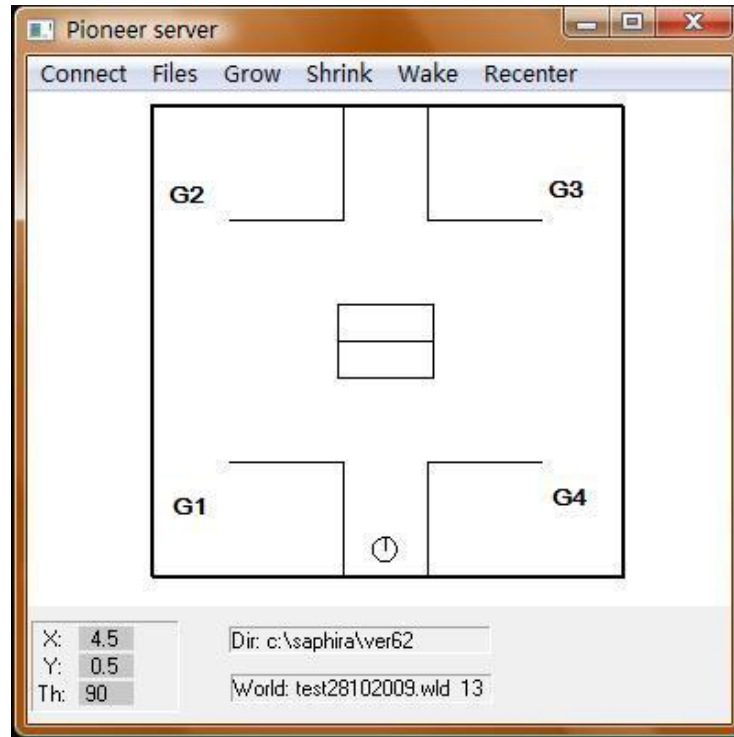 Pioneer server
Connect Files Grow Shrink Wake Recenter
G2
G3
G1
G4
X: 4.5
Y: 0.5
Th: 90
Dir: c:\saphira\ver62
World: test28102009.wld 13